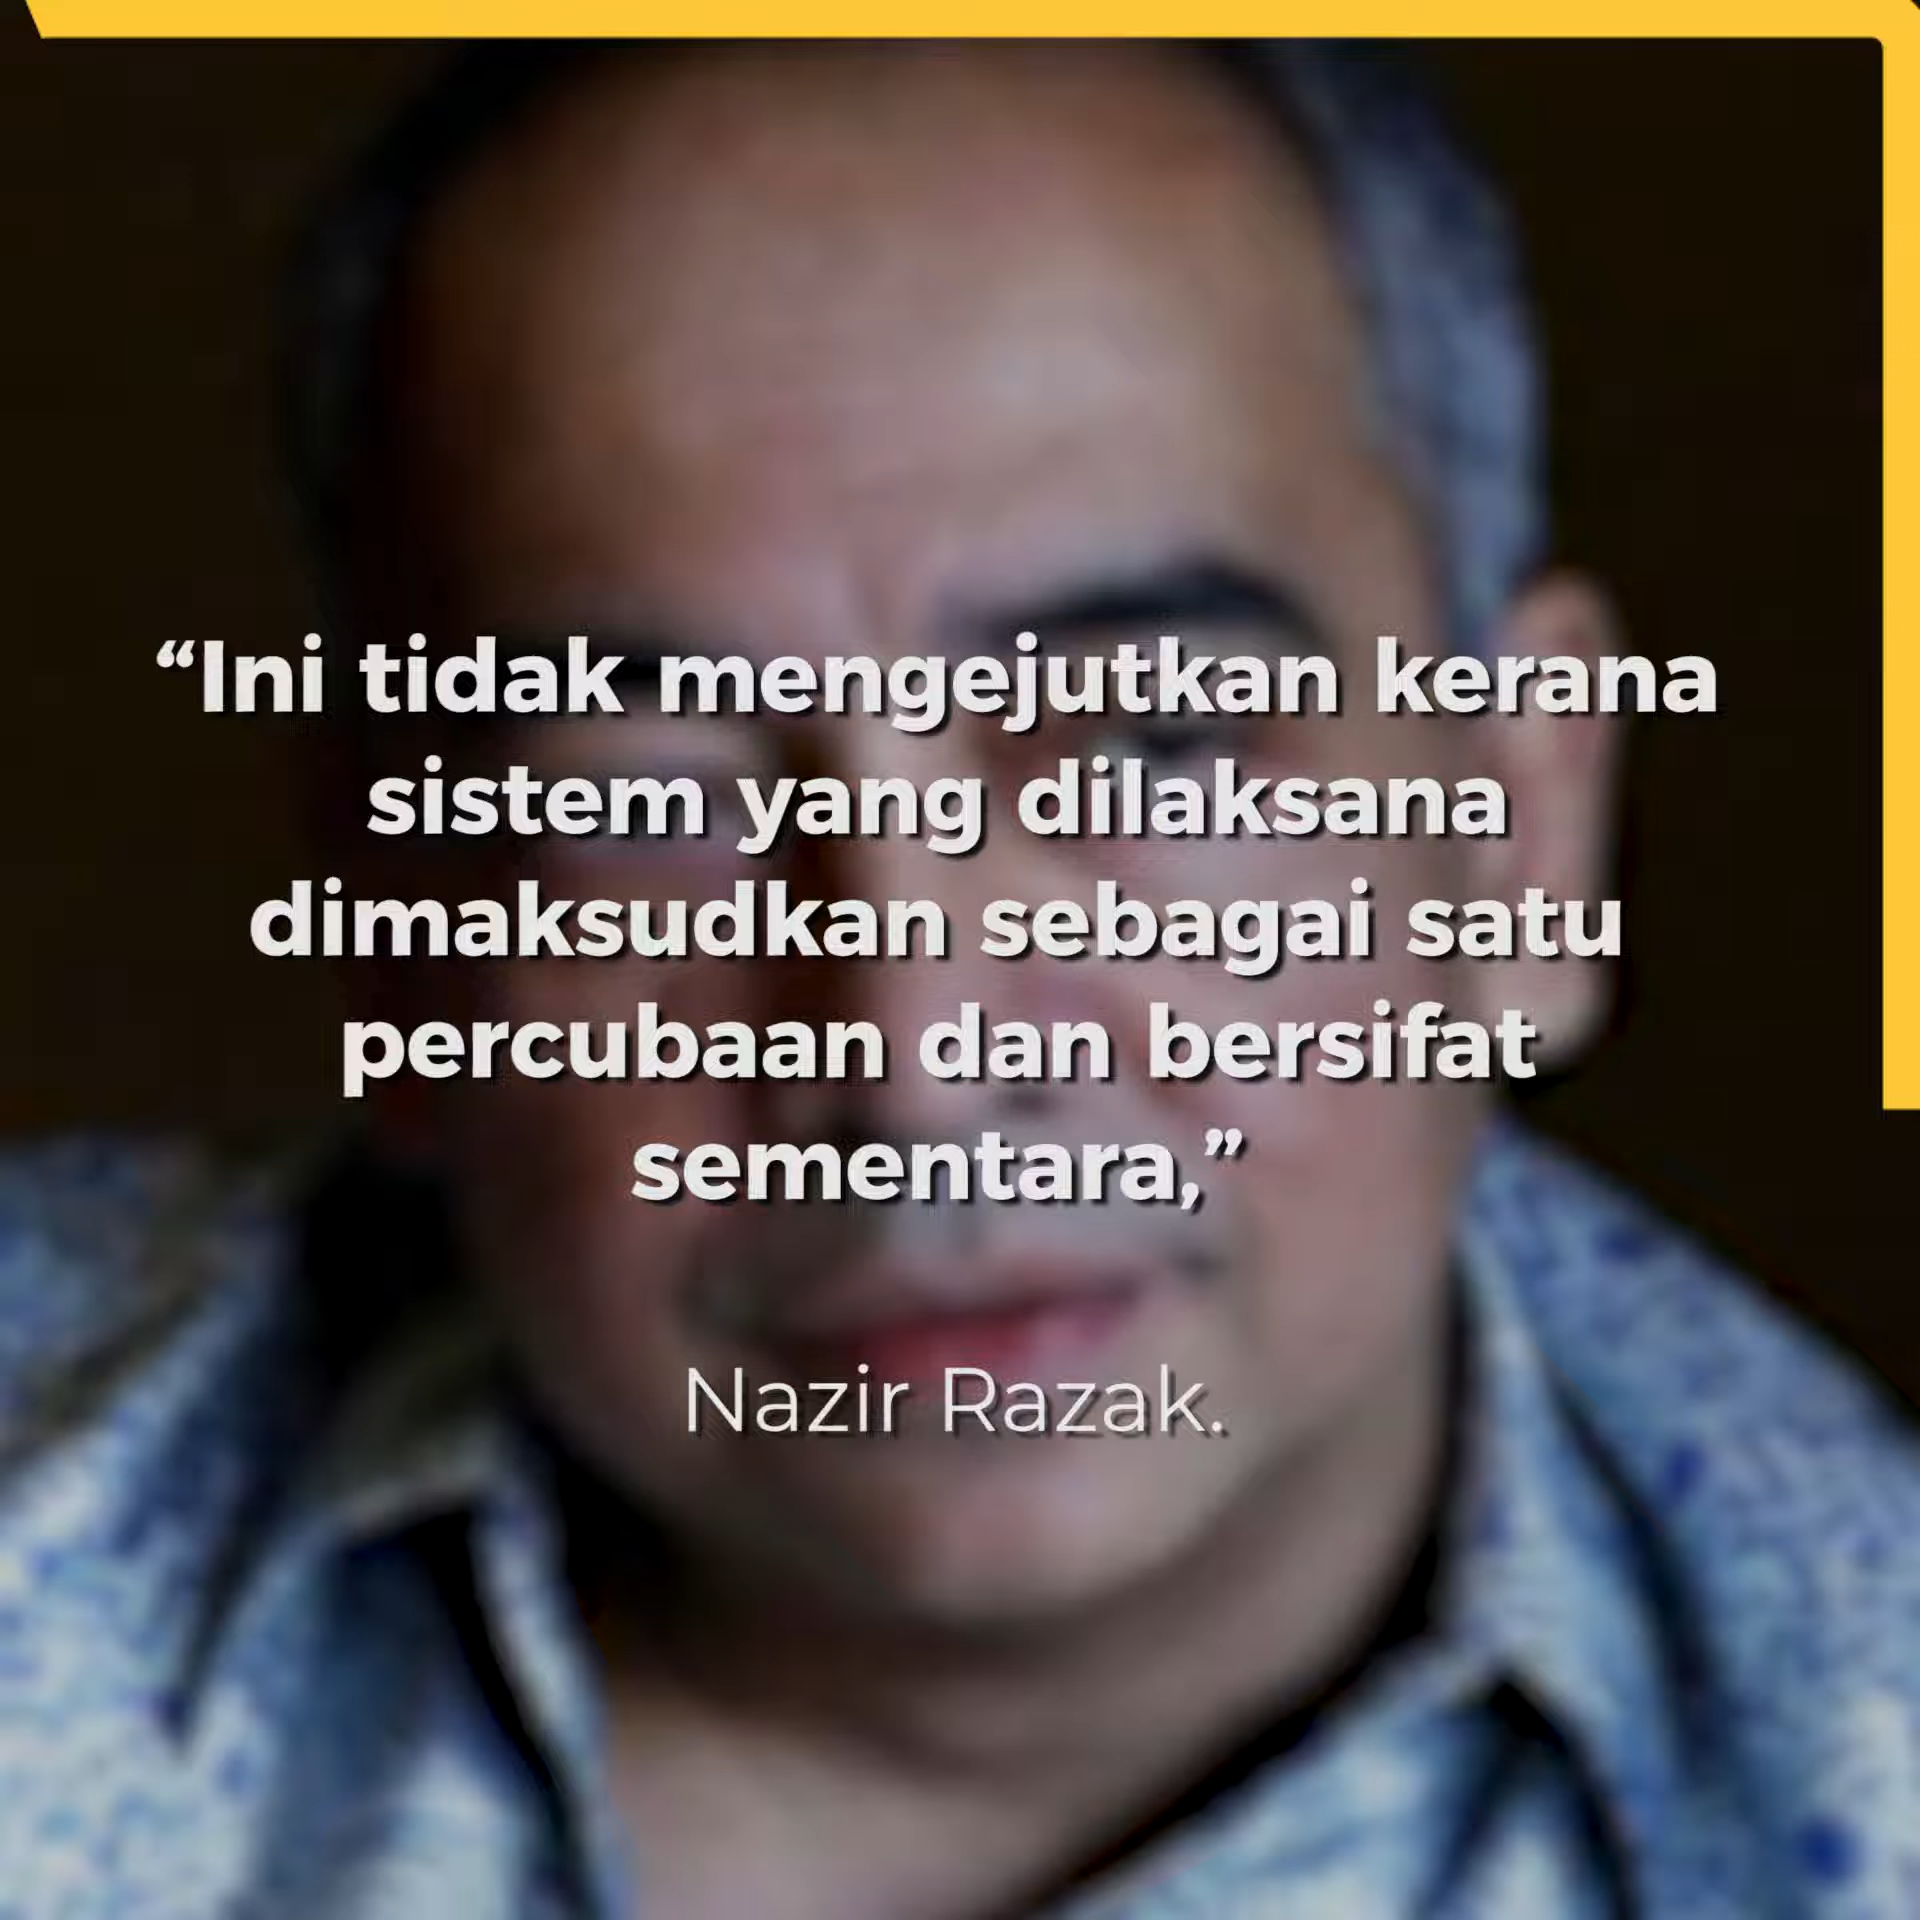 “Ini tidak mengejutkan kerana
sistem yang dilaksana
dimaksudkan sebagai satu
percubaan dan bersifat
sementara,”
Nazir Razak.